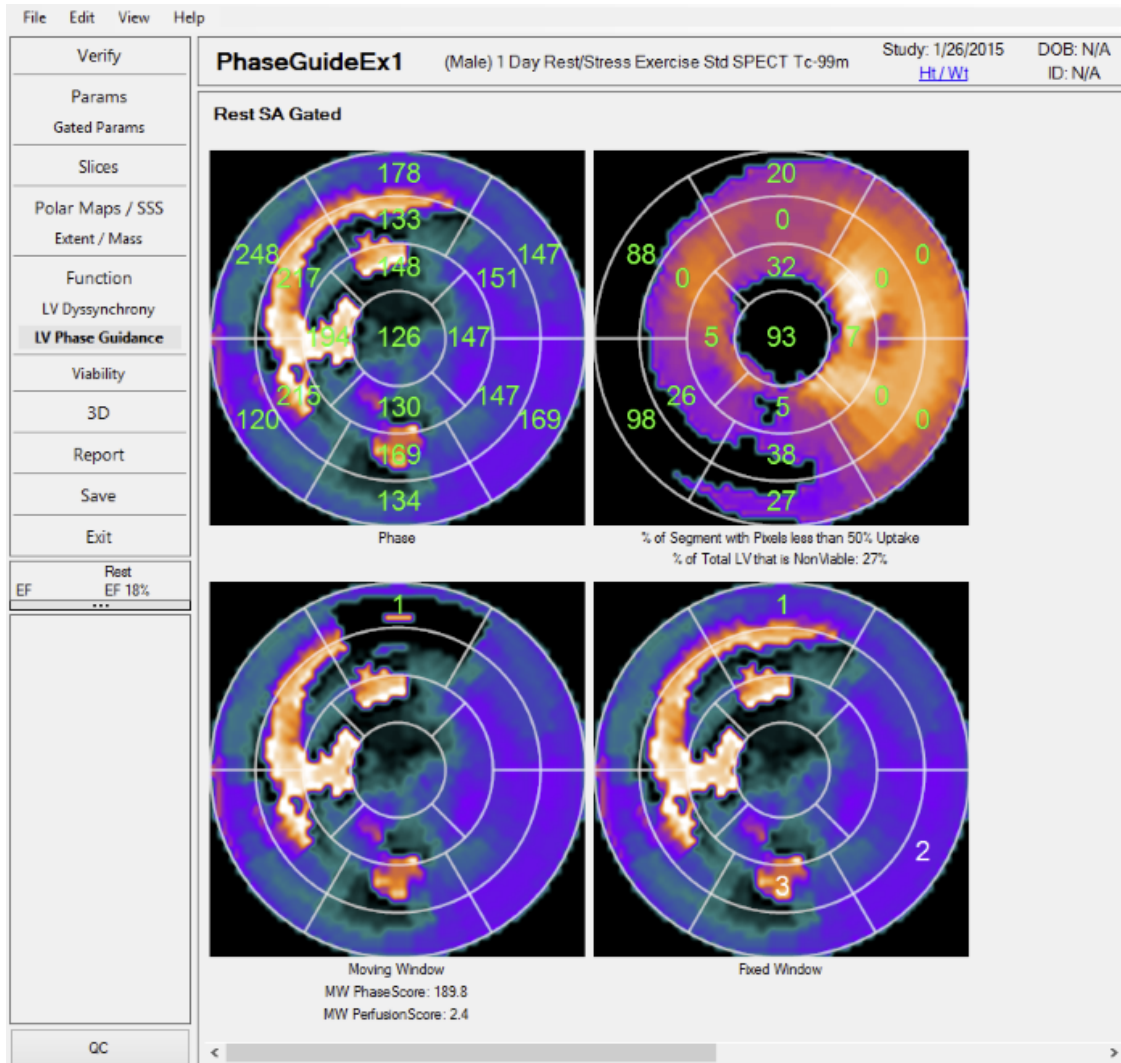 File Edit View Help
Verify
Params
Gated Params
Slices
Polar Maps / SSS
Extent / Mass
Function
LV Dyssynchrony
LV Phase Guidance
Viability
3D
Report
Save
Exit
Rest
EF EF 18%
...
QC
PhaseGuideEx1 (Male) 1 Day Rest/Stress Exercise Std SPECT Tc-99m Study: 1/26/2015 DOB: N/A
Ht / Wt ID: N/A
Rest SA Gated
178
133
248 147
217 148 151
194 126 147
215 130 147
120 169
169
134
Phase
20
0
88 0
0 32 0
5 93 7
26 5 0
98 0
38
27
% of Segment with Pixels less than 50% Uptake
% of Total LV that is NonViable: 27%
1
Moving Window
MW PhaseScore: 189.8
MW PerfusionScore: 2.4
1
2
3
Fixed Window